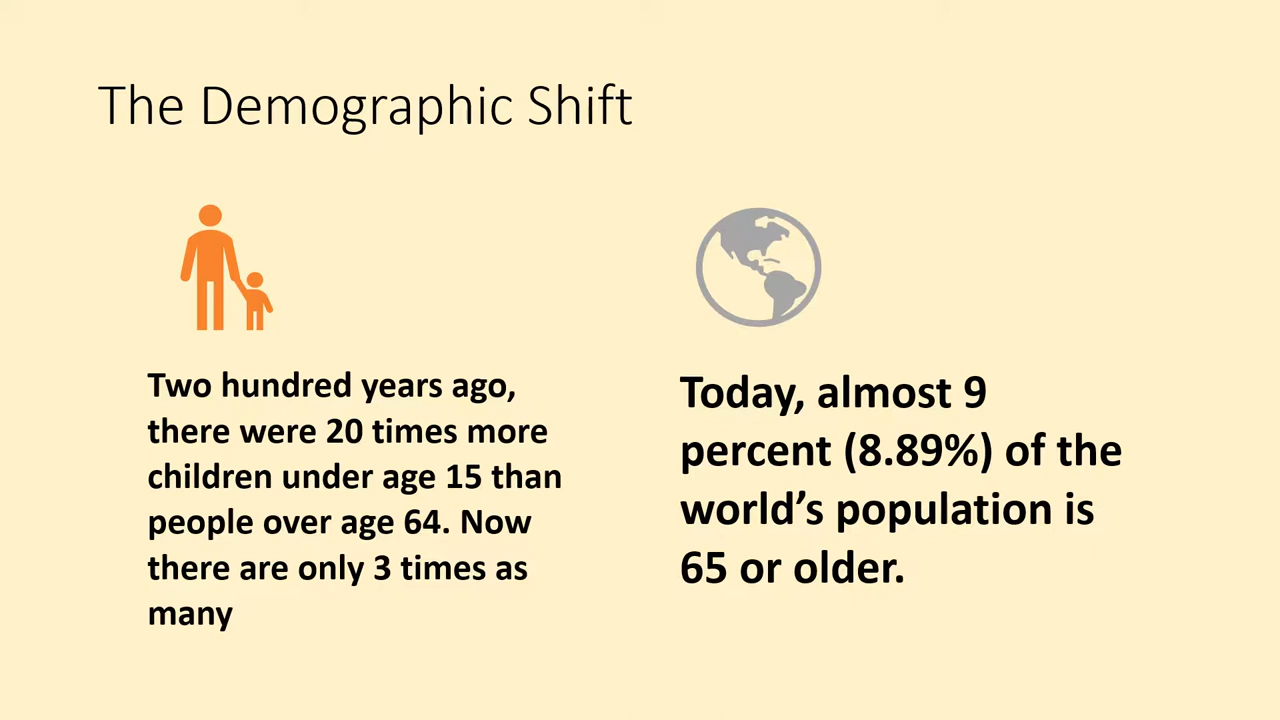 The Demographic Shift
Two hundred years ago,
there were 20 times more
children under age 15 than
people over age 64. Now
there are only 3 times as
many
Today, almost 9
percent (8.89%) of the
world’s population is
65 or older.